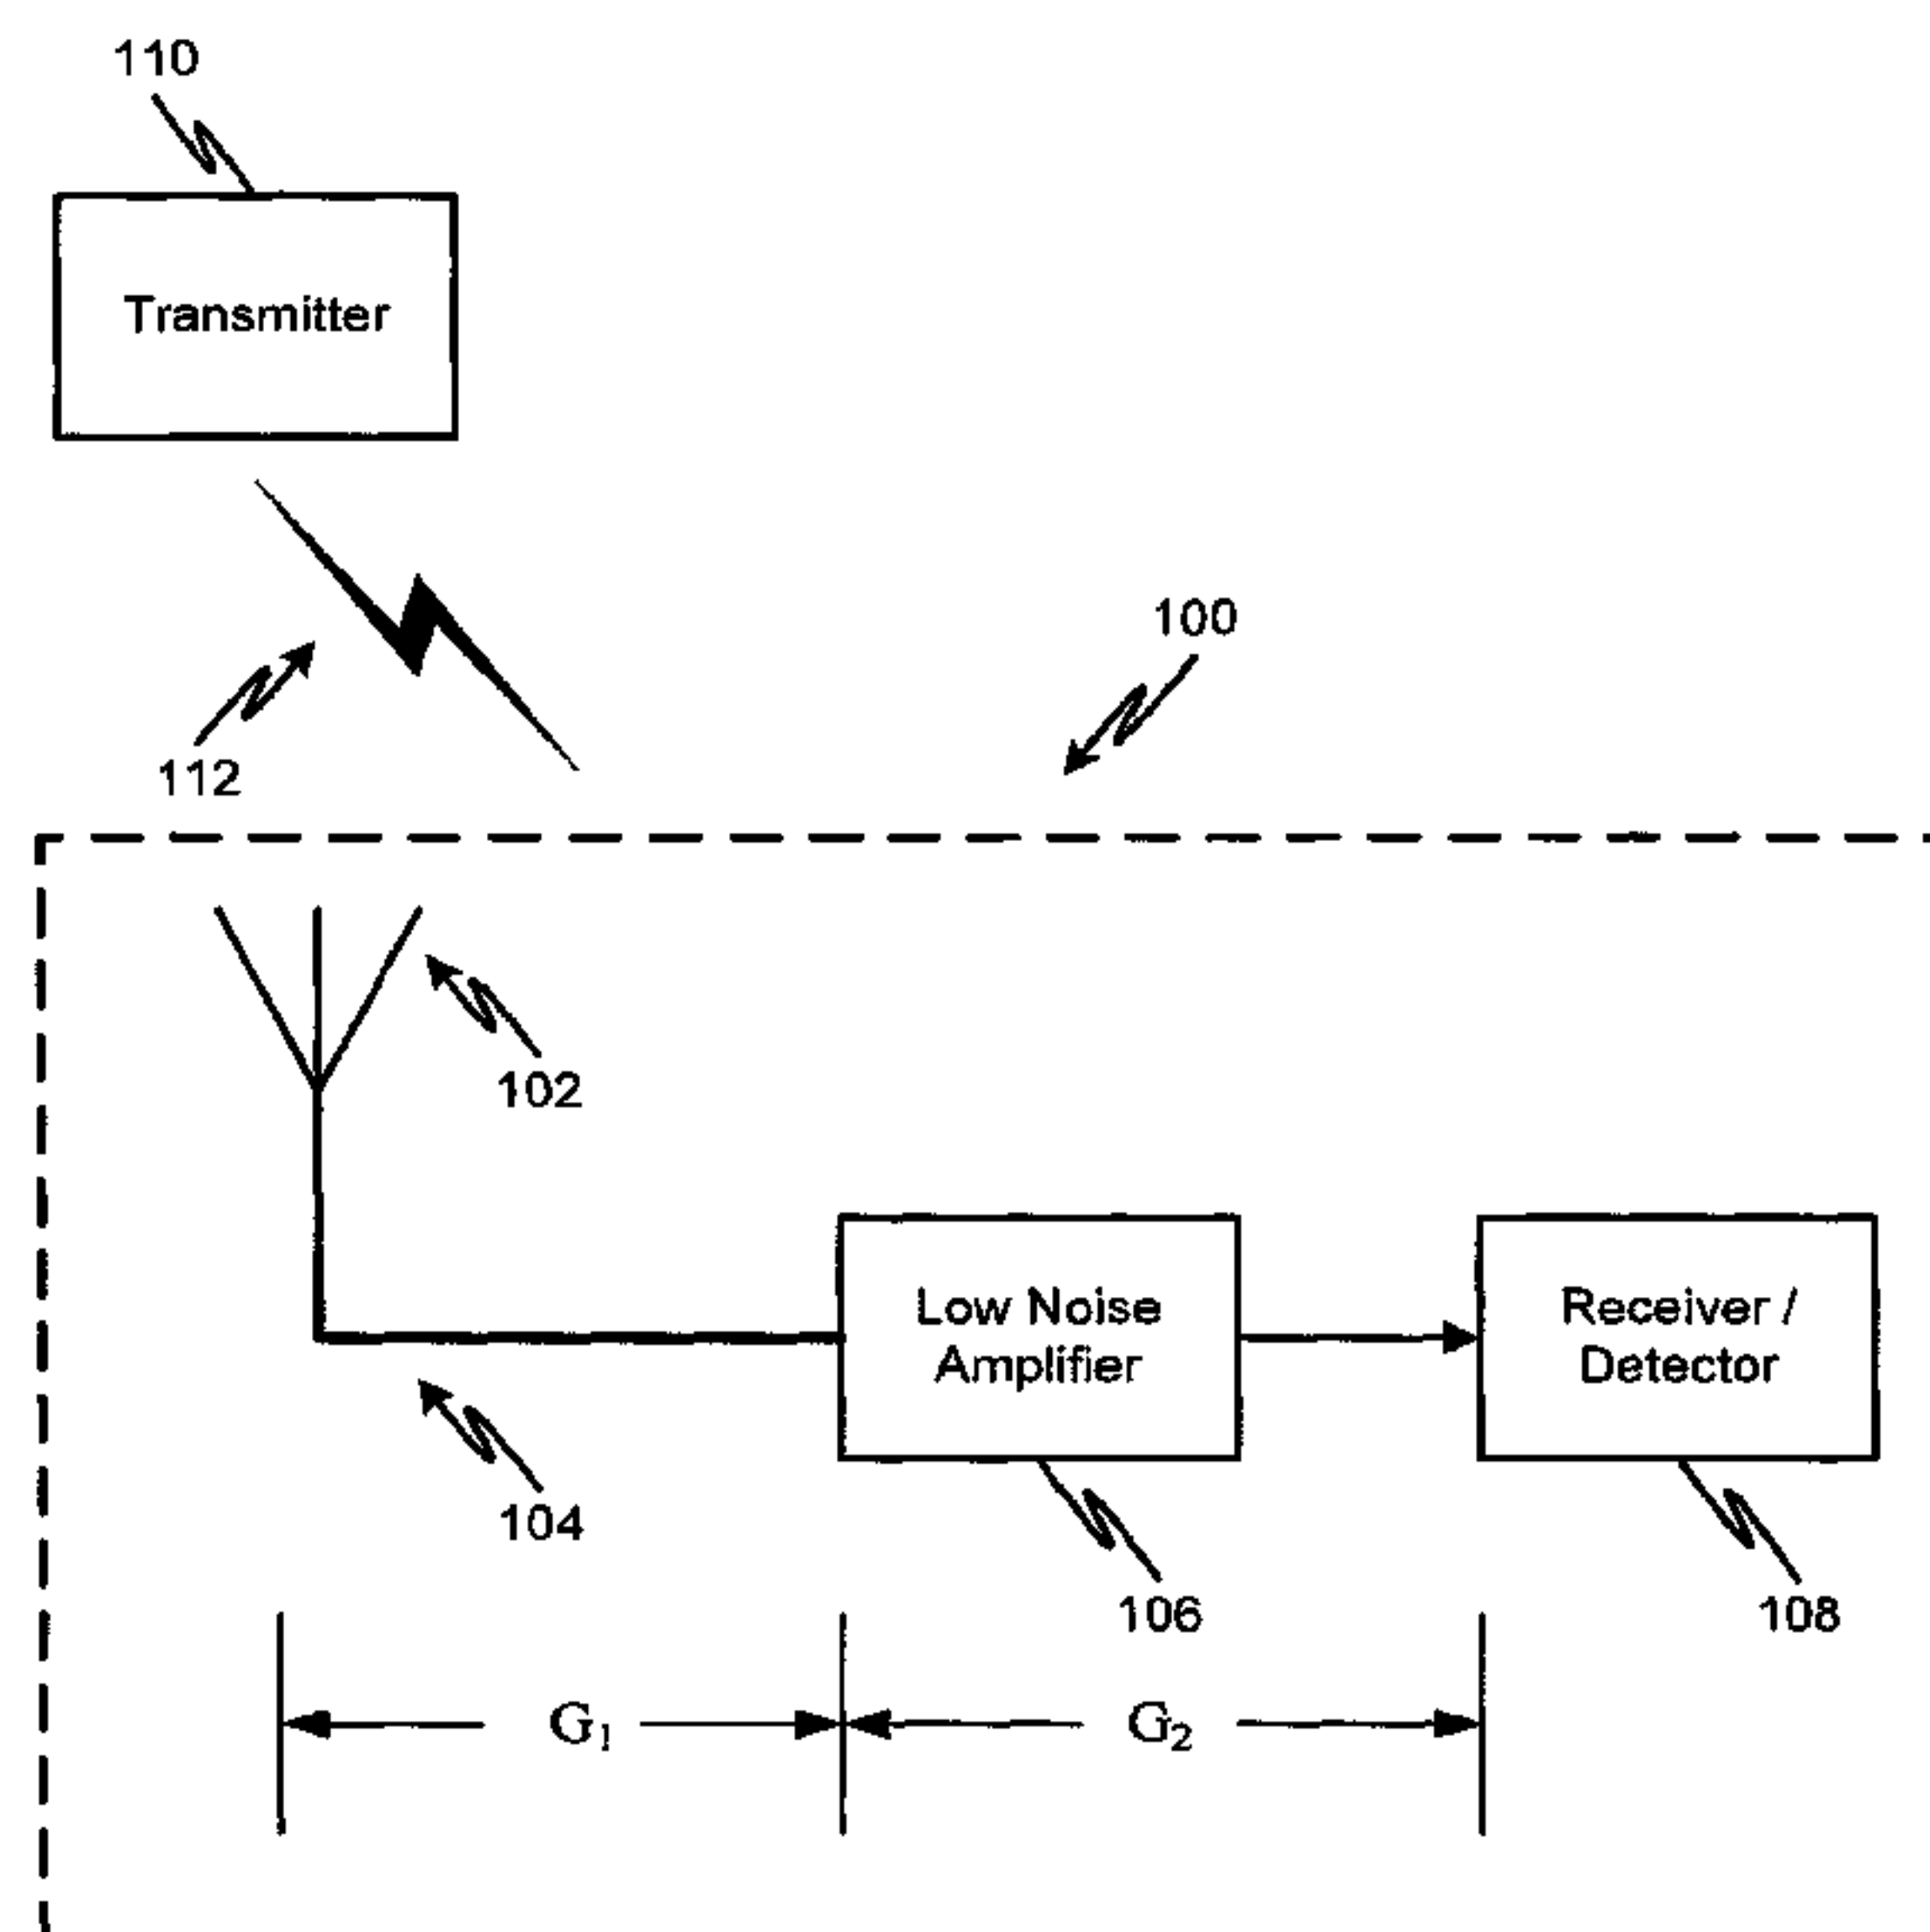 110
Transmitter
100
112
102
Low Noise
Amplifier
Receiver /
Detector
104
106
108
G₁
G₂